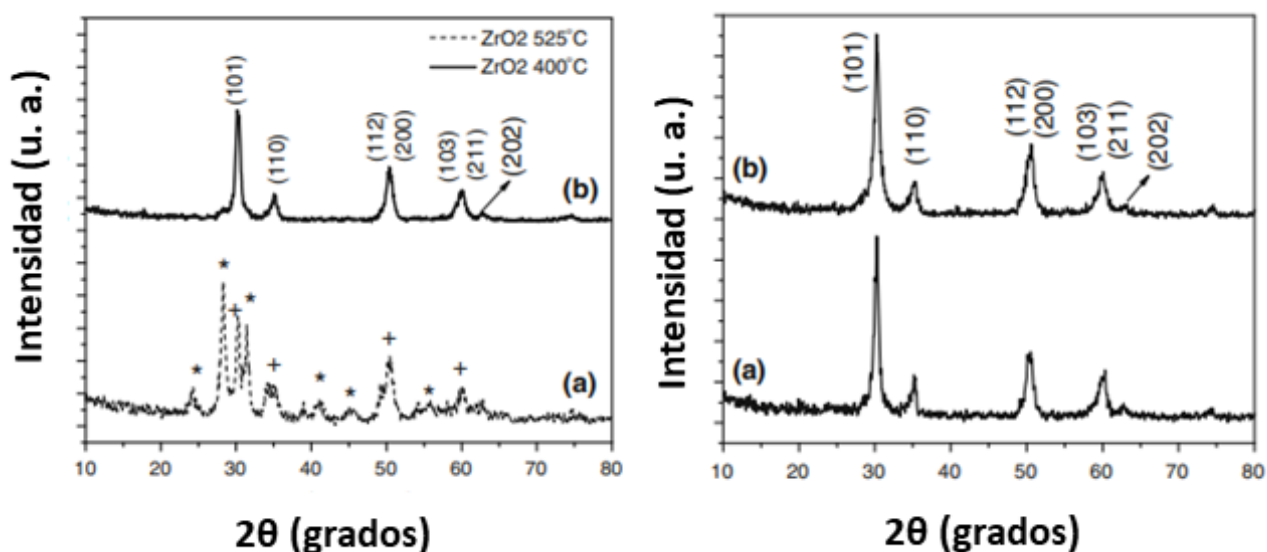 Intensidad (u. a.)
ZrO2 525°C
ZrO2 400°C
(101)
(110)
(112)
(200)
(103)
(211)
(202)
(b)
*
+
*
*
+
*
*
+
*
+
(a)
10 20 30 40 50 60 70 80
2θ (grados)
Intensidad (u. a.)
(101)
(110)
(112)
(200)
(103)
(211)
(202)
(b)
(a)
10 20 30 40 50 60 70 80
2θ (grados)